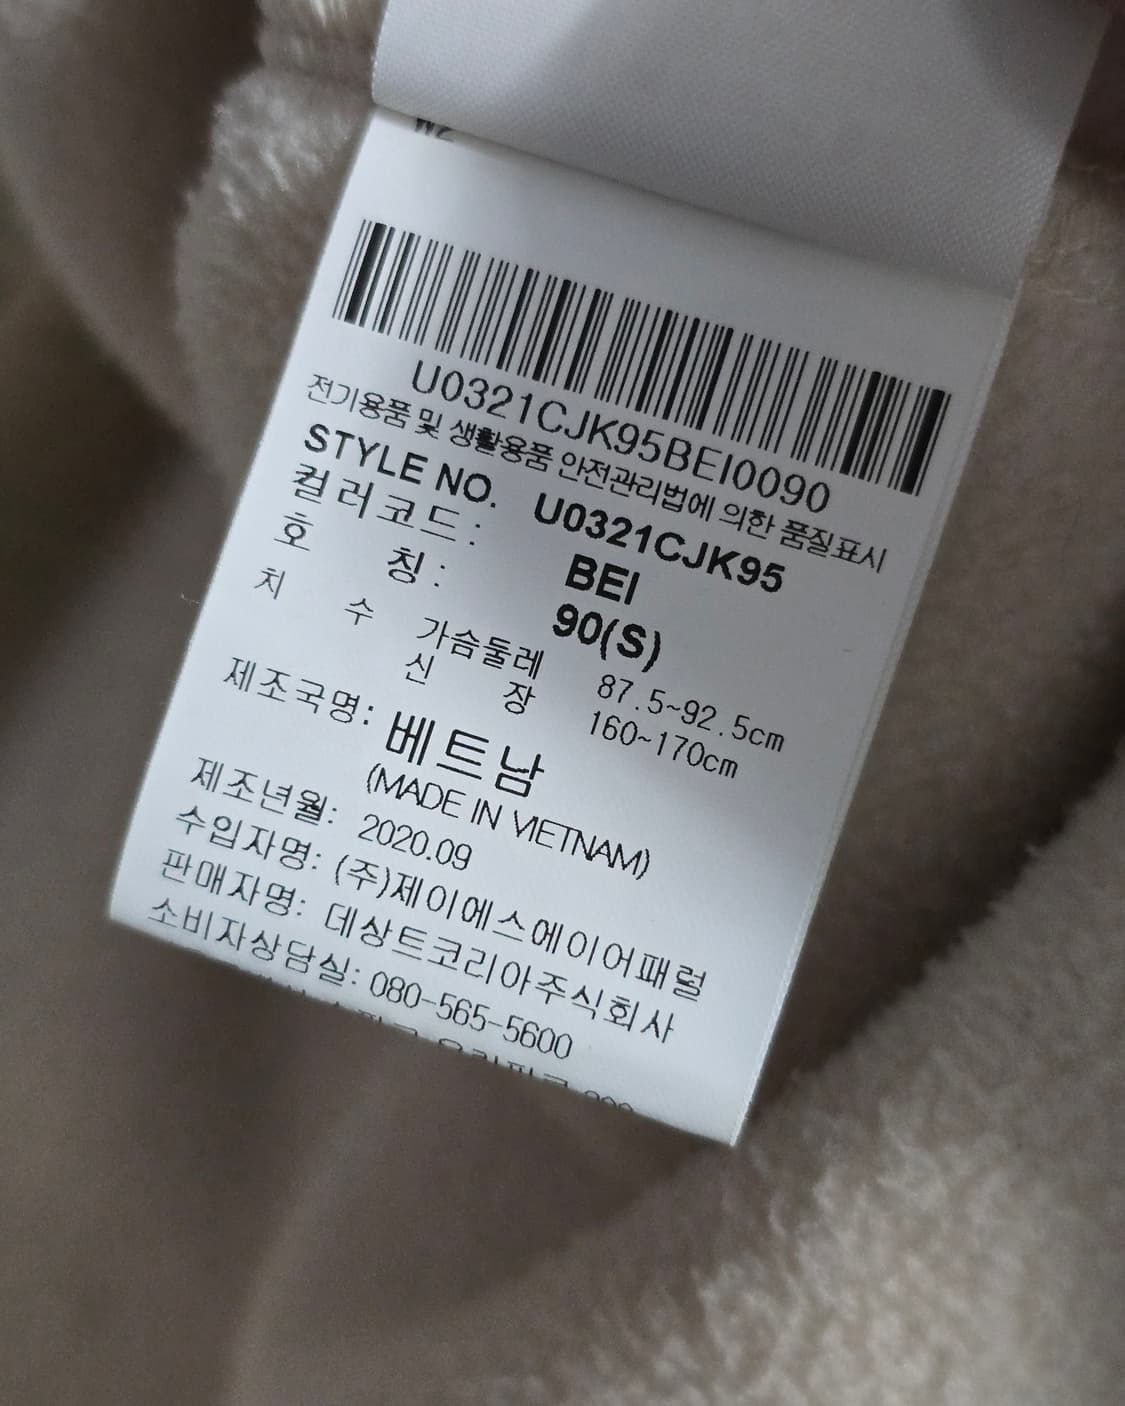 U0321CJK95BEI0090
전기용품 및 생활용품 안전관리법에 의한 품질표시
STYLE NO. U0321CJK95
컬러코드: BEI
호칭: 90(S)
치수 가슴둘레 87.5~92.5cm
신장 160~170cm
제조국명: 베트남
(MADE IN VIETNAM)
제조년월: 2020.09
수입자명: (주)제이에스에이어패럴
판매자명: 데상트코리아주식회사
소비자상담실: 080-565-5600